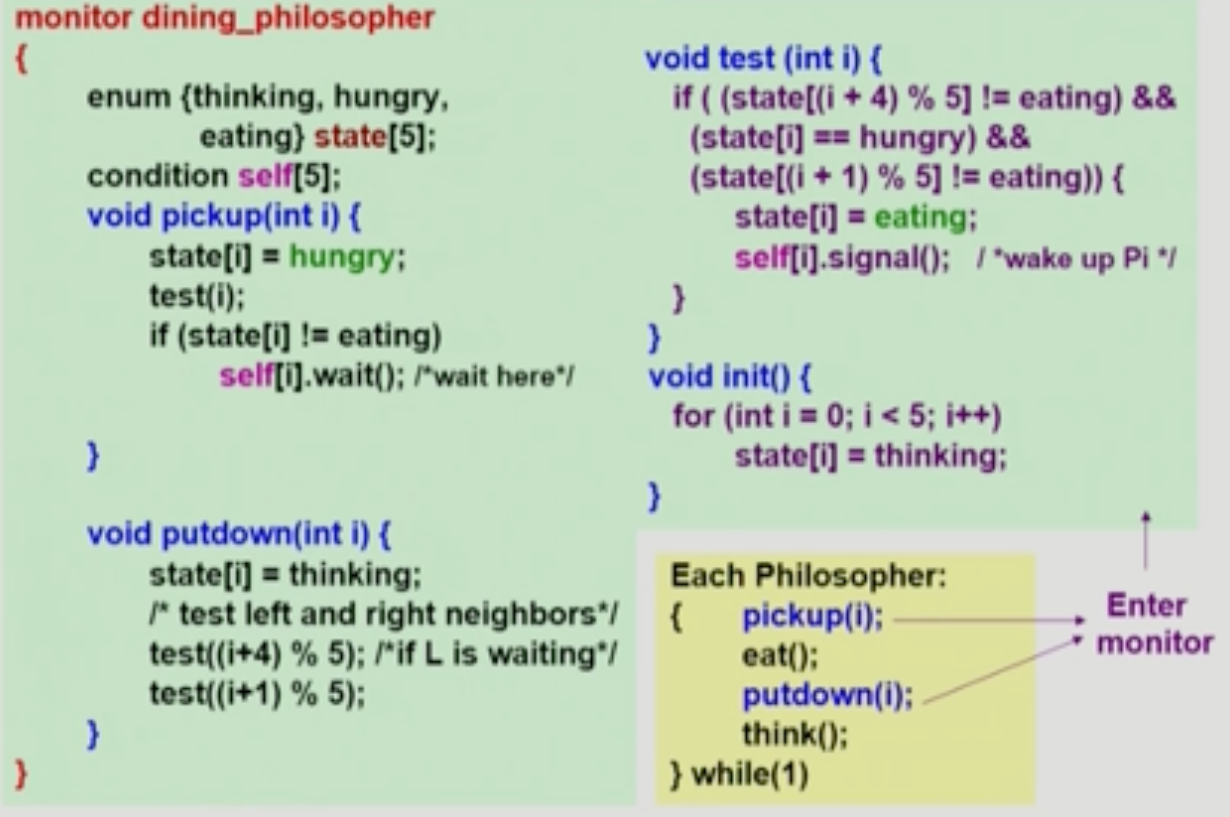 monitor dining_philosopher
{
enum {thinking, hungry,
eating} state[5];
condition self[5];
void pickup(int i) {
state[i] = hungry;
test(i);
if (state[i] != eating)
self[i].wait(); /*wait here*/
}
void putdown(int i) {
state[i] = thinking;
/* test left and right neighbors*/
test((i+4) % 5); /*if L is waiting*/
test((i+1) % 5);
}
}
void test (int i) {
if ( (state[(i + 4) % 5] != eating) &&
(state[i] == hungry) &&
(state[(i + 1) % 5] != eating)) {
state[i] = eating;
self[i].signal(); / *wake up Pi */
}
}
void init() {
for (int i = 0; i < 5; i++)
state[i] = thinking;
}
Each Philosopher:
{ pickup(i);
eat();
putdown(i);
think();
} while(1)
Enter
monitor